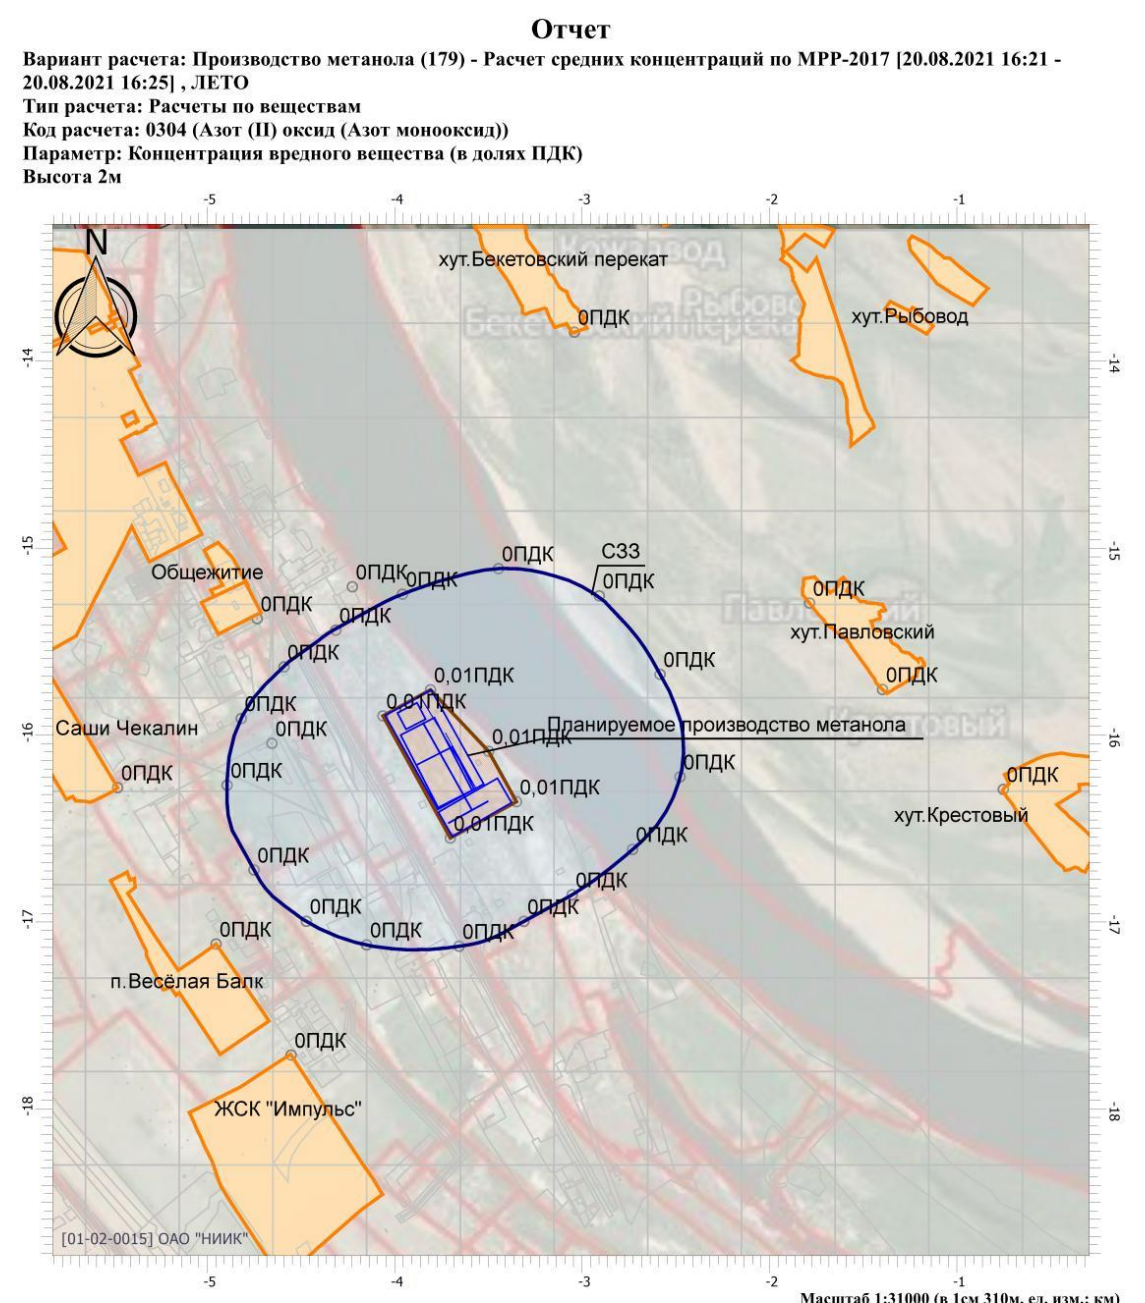 Отчет
Вариант расчета: Производство метанола (179) - Расчет средних концентраций по МРР-2017 [20.08.2021 16:21 -
20.08.2021 16:25] , ЛЕТО
Тип расчета: Расчеты по веществам
Код расчета: 0304 (Азот (II) оксид (Азот монооксид))
Параметр: Концентрация вредного вещества (в долях ПДК)
Высота 2м
-5 -4 -3 -2 -1
N
Кожзавод
хут.Бекетовский перекат
Рыбово
0ПДК
хут.Рыбовод
-14 -14
-15 -15
0ПДК
СЗЗ
Общежитие
0ПДК
0ПДК
0ПДК
0ПДК
0ПДК
0ПДК
Павловский
хут.Павловский
0ПДК
0ПДК
0ПДК
0ПДК
0,01ПДК
0ПДК
0,01ПДК
Саши Чекалин
0ПДК
Планируемое производство метанола
Крестовый
0,01ПДК
-16 -16
0ПДК
0ПДК
0ПДК
0ПДК
0,01ПДК
хут.Крестовый
0,01ПДК
0ПДК
0ПДК
0ПДК
0ПДК
0ПДК
-17 -17
0ПДК
0ПДК
0ПДК
п.Весёлая Балк
0ПДК
ЖСК "Импульс"
-18 -18
[01-02-0015] ОАО "НИИК"
-5 -4 -3 -2 -1
Масштаб 1:31000 (в 1см 310м, ед. изм.: км)